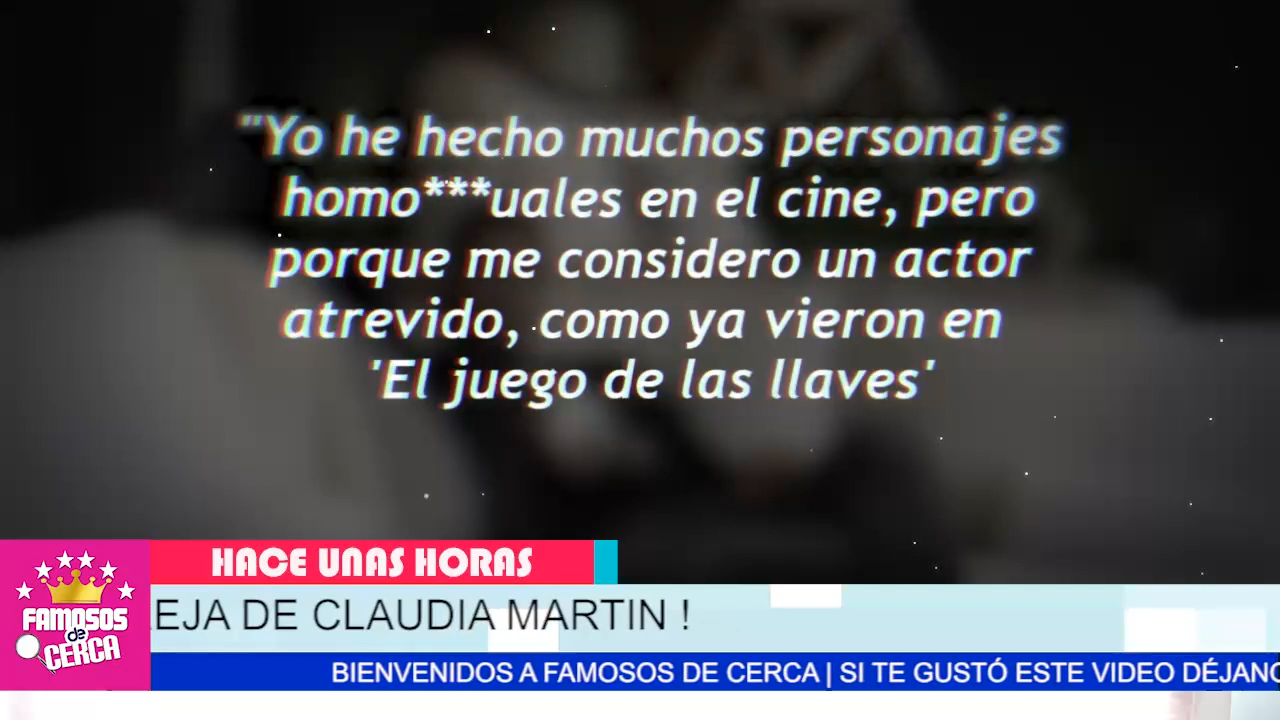 "Yo he hecho muchos personajes
homo***uales en el cine, pero
porque me considero un actor
atrevido, como ya vieron en
'El juego de las llaves'
HACE UNAS HORAS
EJA DE CLAUDIA MARTIN !
FAMOSOS
de
CERCA
BIENVENIDOS A FAMOSOS DE CERCA | SI TE GUSTÓ ESTE VIDEO DÉJANO